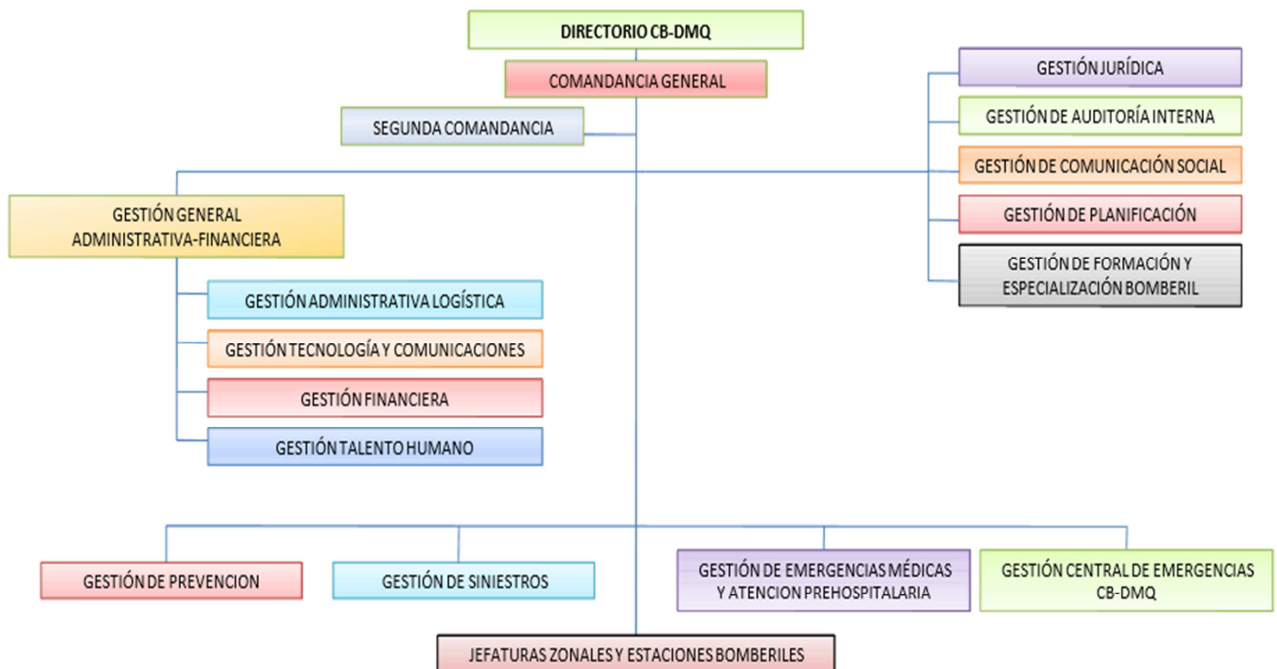 DIRECTORIO CB-DMQ
COMANDANCIA GENERAL
SEGUNDA COMANDANCIA
GESTIÓN JURÍDICA
GESTIÓN DE AUDITORÍA INTERNA
GESTIÓN DE COMUNICACIÓN SOCIAL
GESTIÓN DE PLANIFICACIÓN
GESTIÓN DE FORMACIÓN Y
ESPECIALIZACIÓN BOMBERIL
GESTIÓN GENERAL
ADMINISTRATIVA-FINANCIERA
GESTIÓN ADMINISTRATIVA LOGÍSTICA
GESTIÓN TECNOLOGÍA Y COMUNICACIONES
GESTIÓN FINANCIERA
GESTIÓN TALENTO HUMANO
GESTIÓN DE PREVENCION
GESTIÓN DE SINIESTROS
GESTIÓN DE EMERGENCIAS MÉDICAS
Y ATENCION PREHOSPITALARIA
GESTIÓN CENTRAL DE EMERGENCIAS
CB-DMQ
JEFATURAS ZONALES Y ESTACIONES BOMBERILES